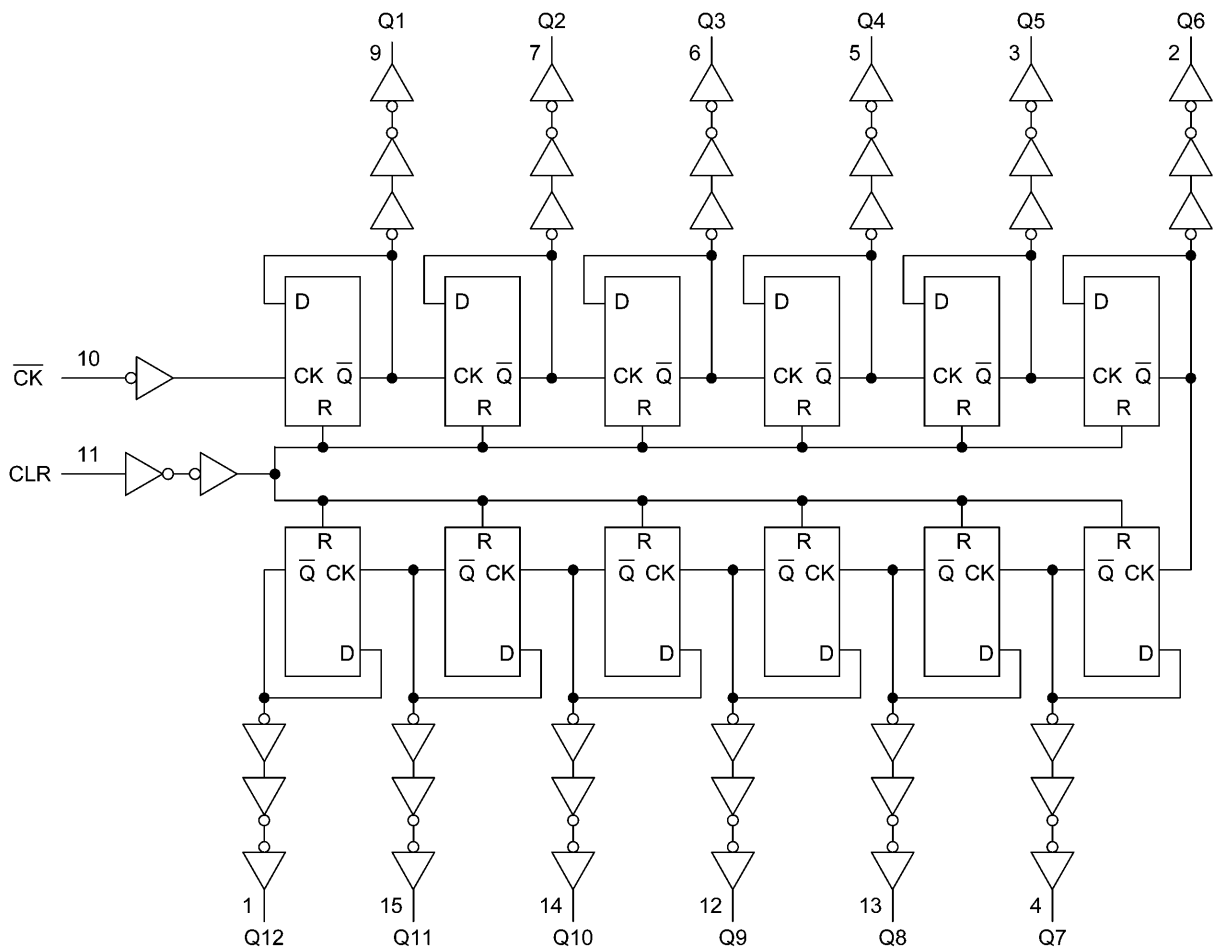 Q1 Q2 Q3 Q4 Q5 Q6
9 7 6 5 3 2
D D D D D D
C̅K̅ 10 CK Q̅ CK Q̅ CK Q̅ CK Q̅ CK Q̅ CK Q̅
R R R R R R
CLR 11
R R R R R R
Q̅ CK Q̅ CK Q̅ CK Q̅ CK Q̅ CK Q̅ CK
D D D D D D
1 15 14 12 13 4
Q12 Q11 Q10 Q9 Q8 Q7